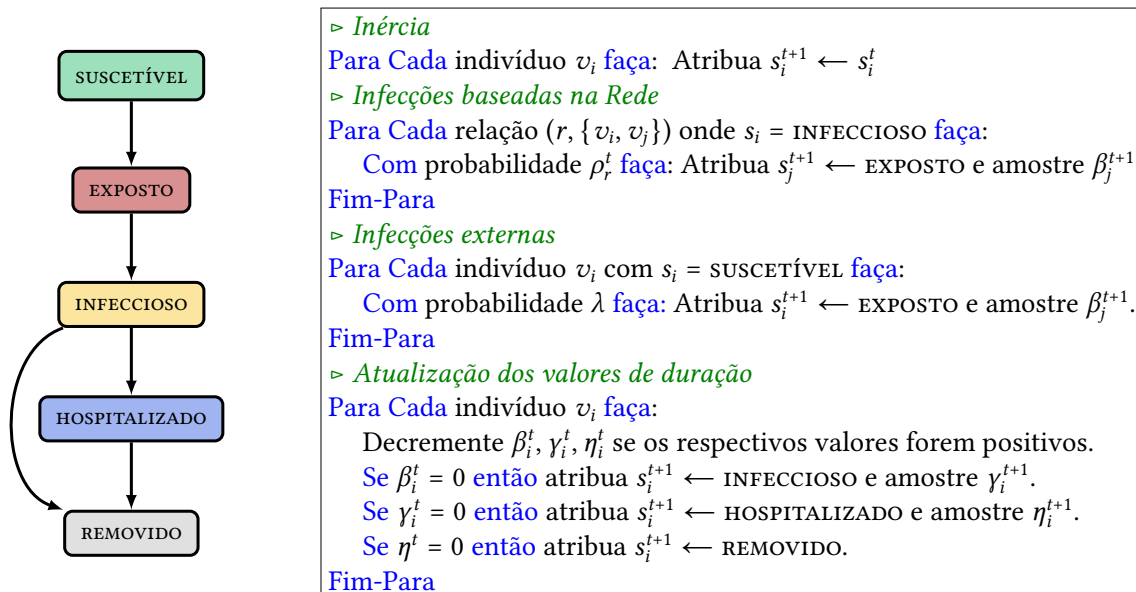 SUSCETÍVEL
EXPOSTO
INFECCIOSO
HOSPITALIZADO
REMOVIDO
▹ Inércia
Para Cada indivíduo v_i faça: Atribua s_i^{t+1} ← s_i^t
▹ Infecções baseadas na Rede
Para Cada relação (r, {v_i, v_j}) onde s_i = INFECCIOSO faça:
Com probabilidade ρ_r^t faça: Atribua s_j^{t+1} ← EXPOSTO e amostre β_j^{t+1}
Fim-Para
▹ Infecções externas
Para Cada indivíduo v_i com s_i = SUSCETÍVEL faça:
Com probabilidade λ faça: Atribua s_i^{t+1} ← EXPOSTO e amostre β_j^{t+1}.
Fim-Para
▹ Atualização dos valores de duração
Para Cada indivíduo v_i faça:
Decremente β_i^t, γ_i^t, η_i^t se os respectivos valores forem positivos.
Se β_i^t = 0 então atribua s_i^{t+1} ← INFECCIOSO e amostre γ_i^{t+1}.
Se γ_i^t = 0 então atribua s_i^{t+1} ← HOSPITALIZADO e amostre η_i^{t+1}.
Se η^t = 0 então atribua s_i^{t+1} ← REMOVIDO.
Fim-Para